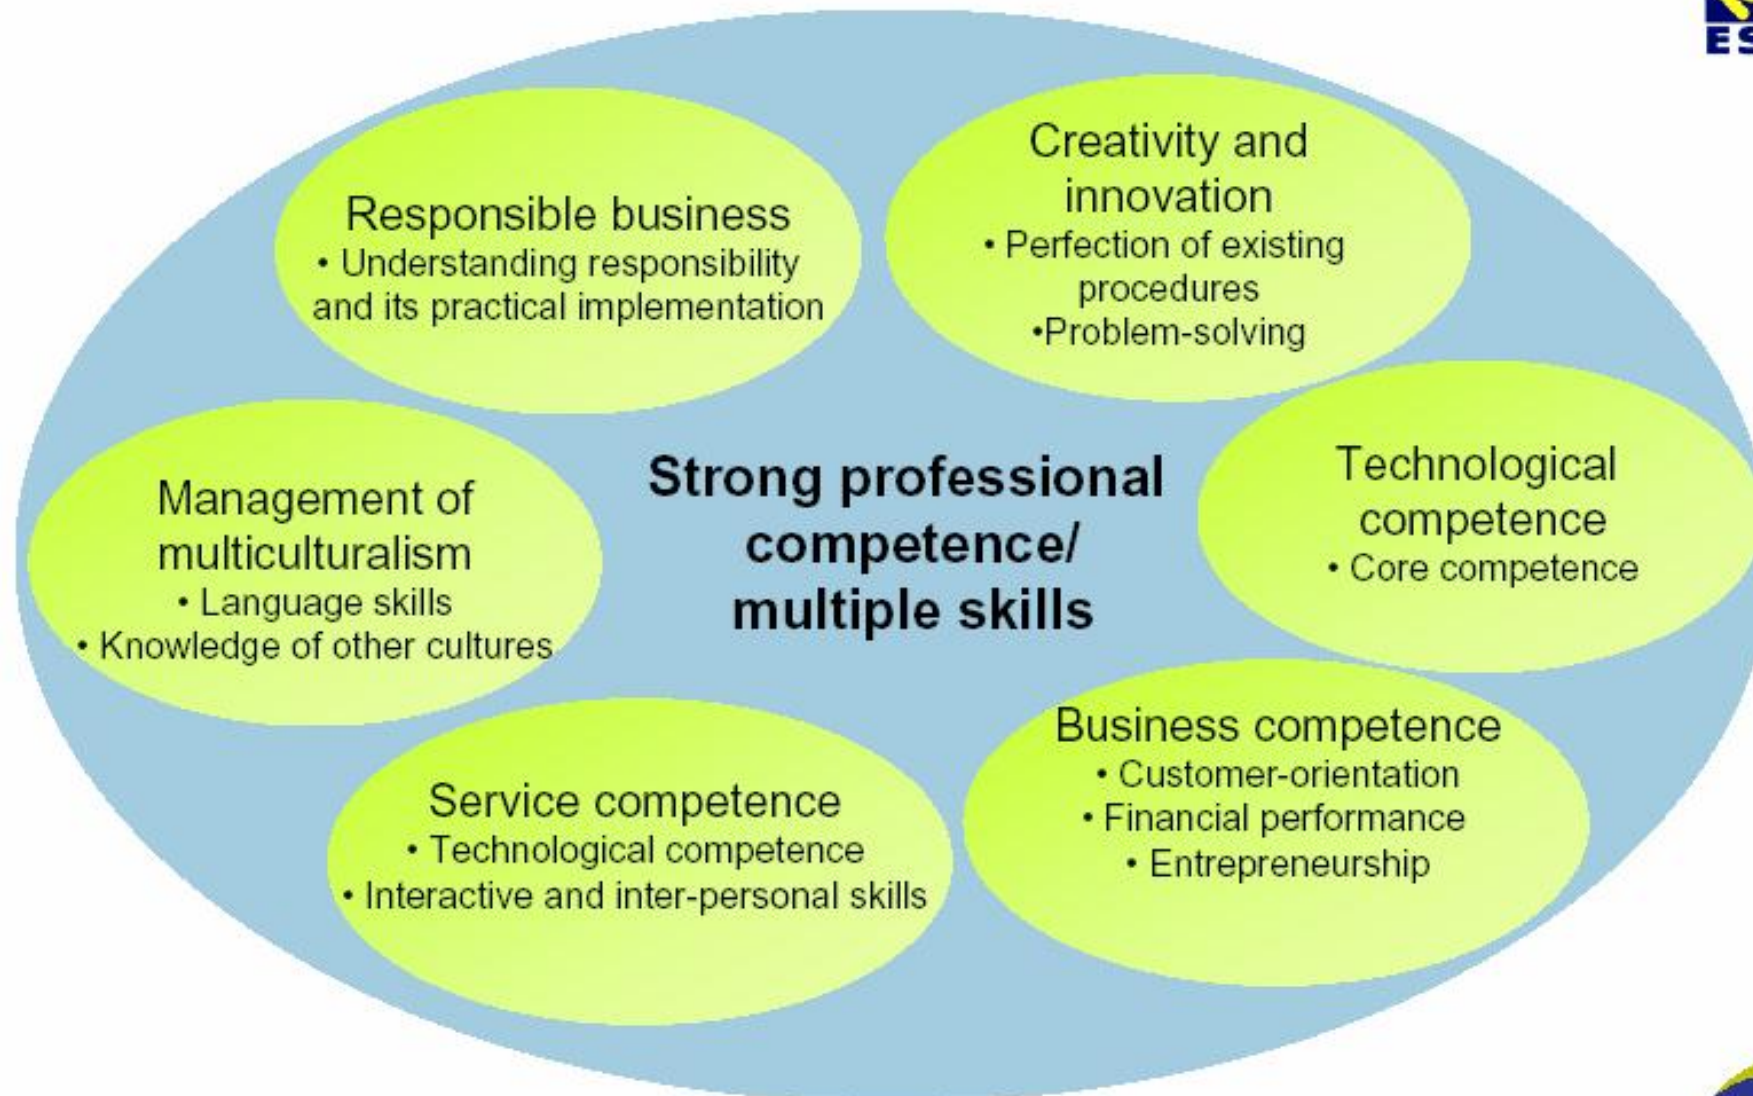 ES
Responsible business
• Understanding responsibility
and its practical implementation
Creativity and
innovation
• Perfection of existing
procedures
•Problem-solving
Management of
multiculturalism
• Language skills
• Knowledge of other cultures
Strong professional
competence/
multiple skills
Technological
competence
• Core competence
Service competence
• Technological competence
• Interactive and inter-personal skills
Business competence
• Customer-orientation
• Financial performance
• Entrepreneurship